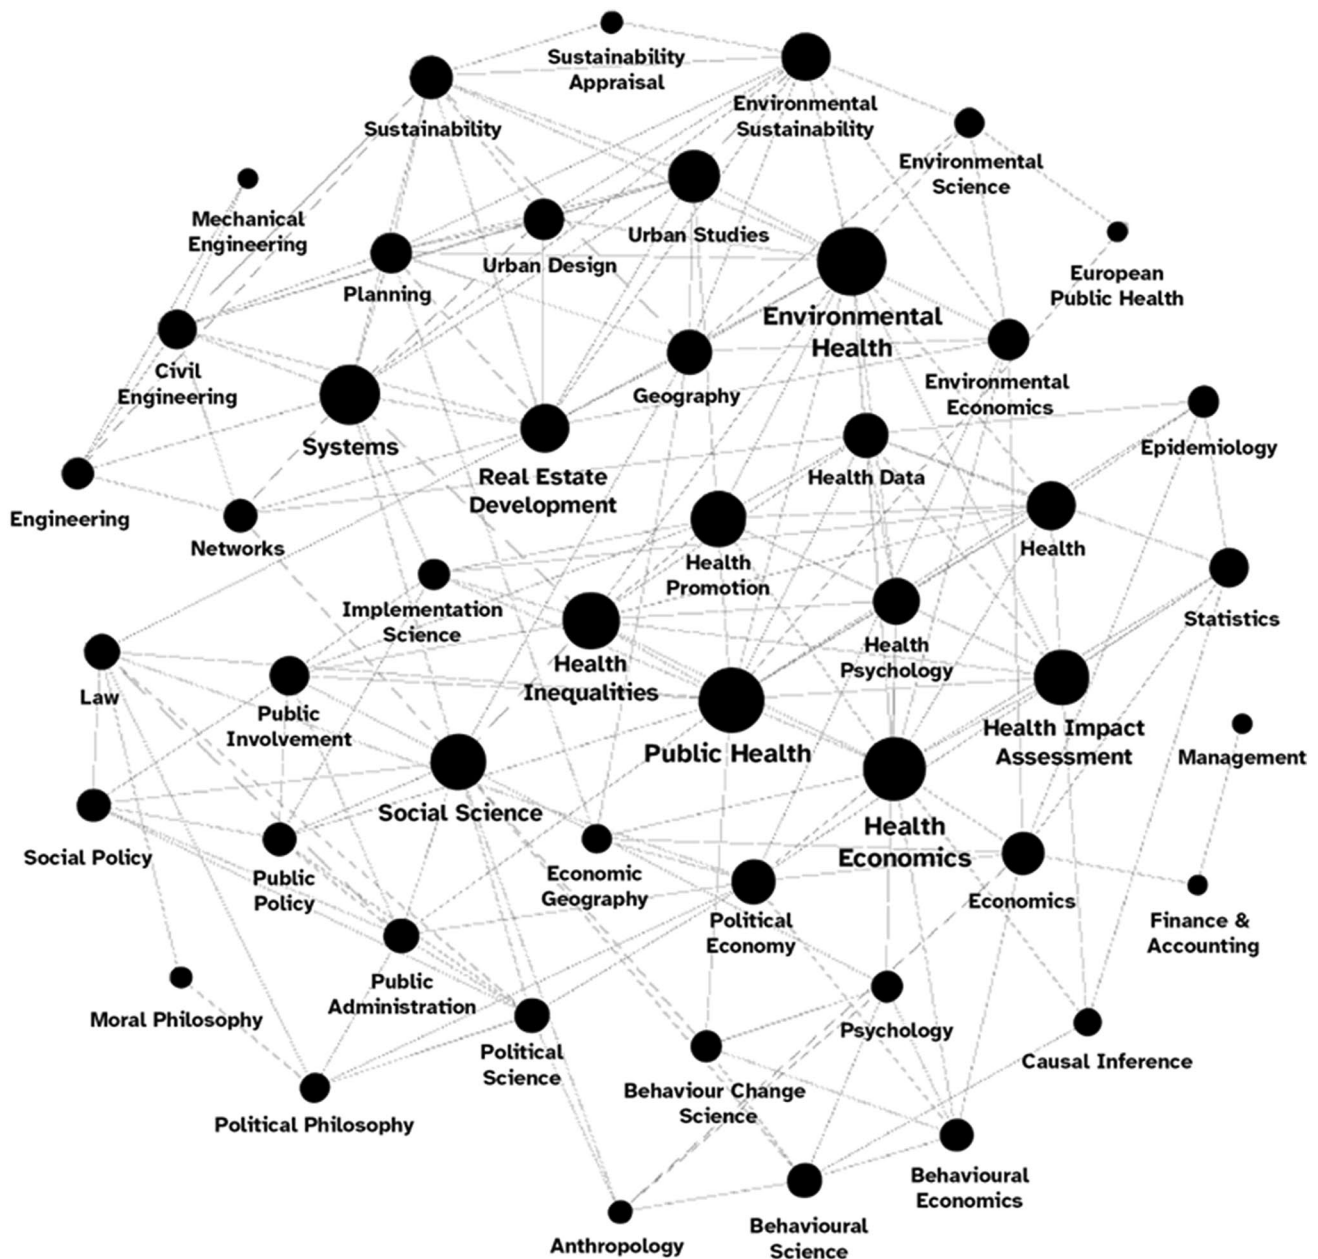 Sustainability
Appraisal
Environmental
Sustainability
Sustainability
Environmental
Science
Mechanical
Engineering
Urban Studies
Urban Design
Planning
European
Public Health
Environmental
Health
Civil
Engineering
Geography
Environmental
Economics
Systems
Real Estate
Development
Health Data
Epidemiology
Engineering
Networks
Health
Promotion
Health
Implementation
Science
Statistics
Health
Psychology
Health
Inequalities
Law
Public
Involvement
Public Health
Health Impact
Assessment
Management
Social Science
Health
Economics
Social Policy
Public
Policy
Economic
Geography
Political
Economy
Economics
Finance &
Accounting
Public
Administration
Moral Philosophy
Political
Science
Psychology
Causal Inference
Behaviour Change
Science
Political Philosophy
Behavioural
Economics
Anthropology
Behavioural
Science